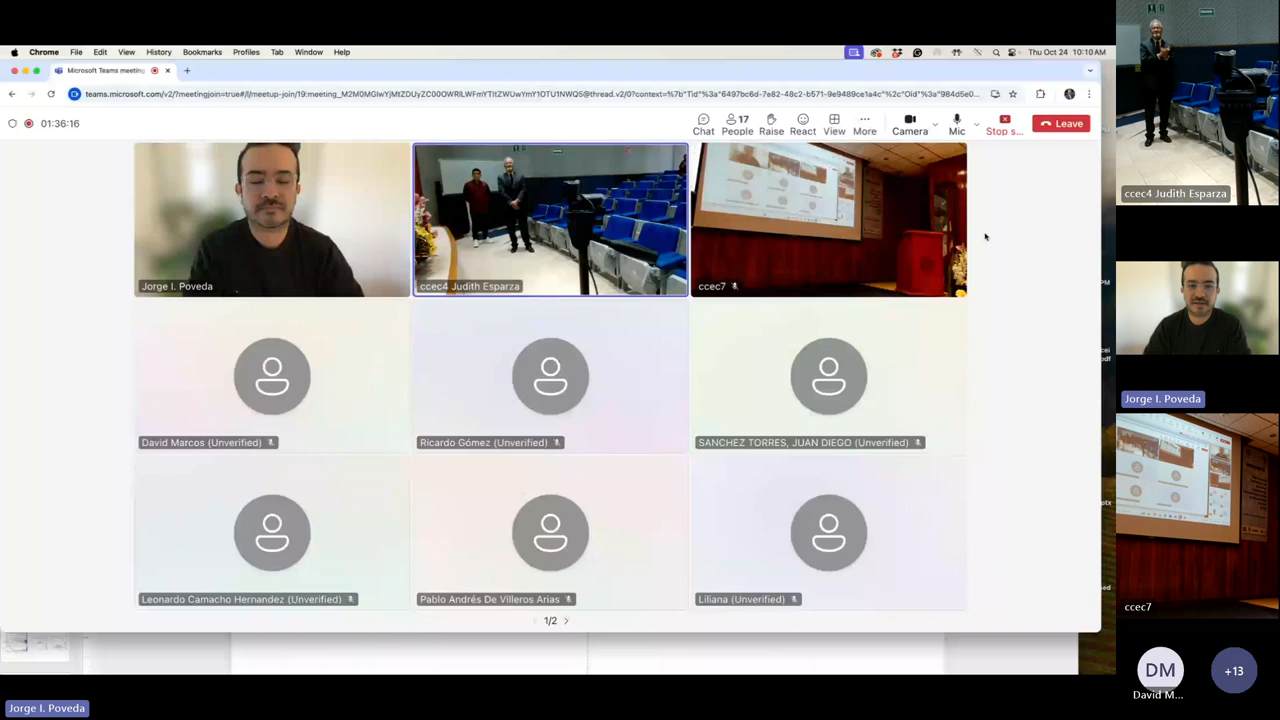 Chrome File Edit View History Bookmarks Profiles Tab Window Help
Thu Oct 24 10:10 AM
Microsoft Teams meeting
01:36:16
Chat
17
People
Raise
React
View
More
Camera
Mic
Stop s...
Leave
Jorge I. Poveda
ccec4 Judith Esparza
ccec7
David Marcos (Unverified)
Ricardo Gómez (Unverified)
SANCHEZ TORRES, JUAN DIEGO (Unverified)
Leonardo Camacho Hernandez (Unverified)
Pablo Andrés De Villeros Arias
Liliana (Unverified)
1/2
ccec4 Judith Esparza
Jorge I. Poveda
ccec7
DM
David M...
+13
Jorge I. Poveda